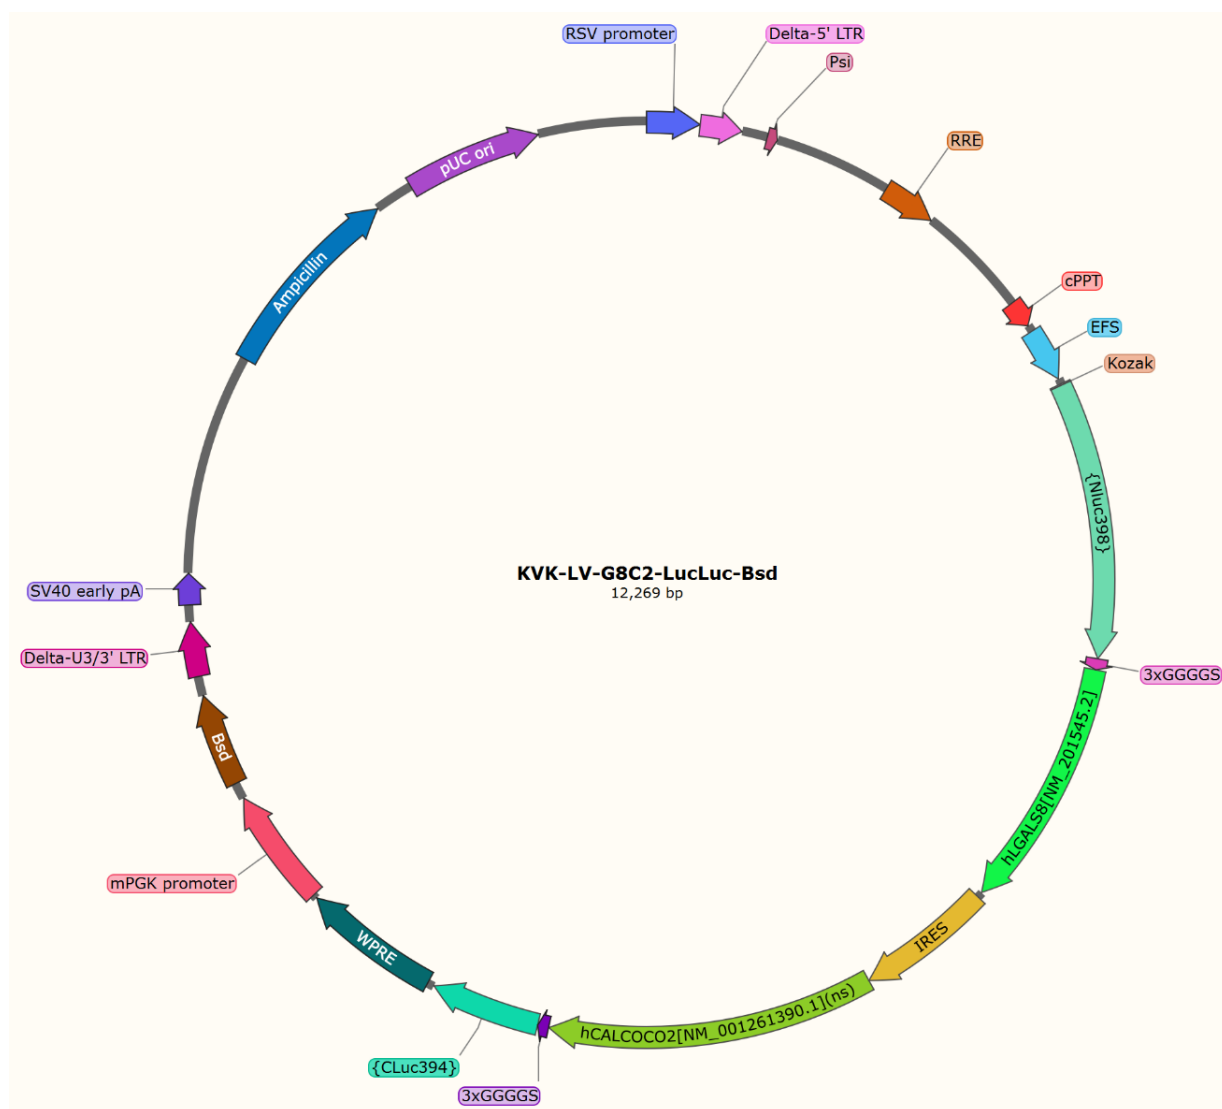 RSV promoter
Delta-5' LTR
Psi
RRE
cPPT
EFS
Kozak
{Nluc398}
3xGGGGS
hLGALS8[NM_201545.2]
IRES
hCALCOCO2[NM_001261390.1](ns)
3xGGGGS
{CLuc394}
WPRE
mPGK promoter
Bsd
Delta-U3/3' LTR
SV40 early pA
Ampicillin
pUC ori
KVK-LV-G8C2-LucLuc-Bsd
12,269 bp